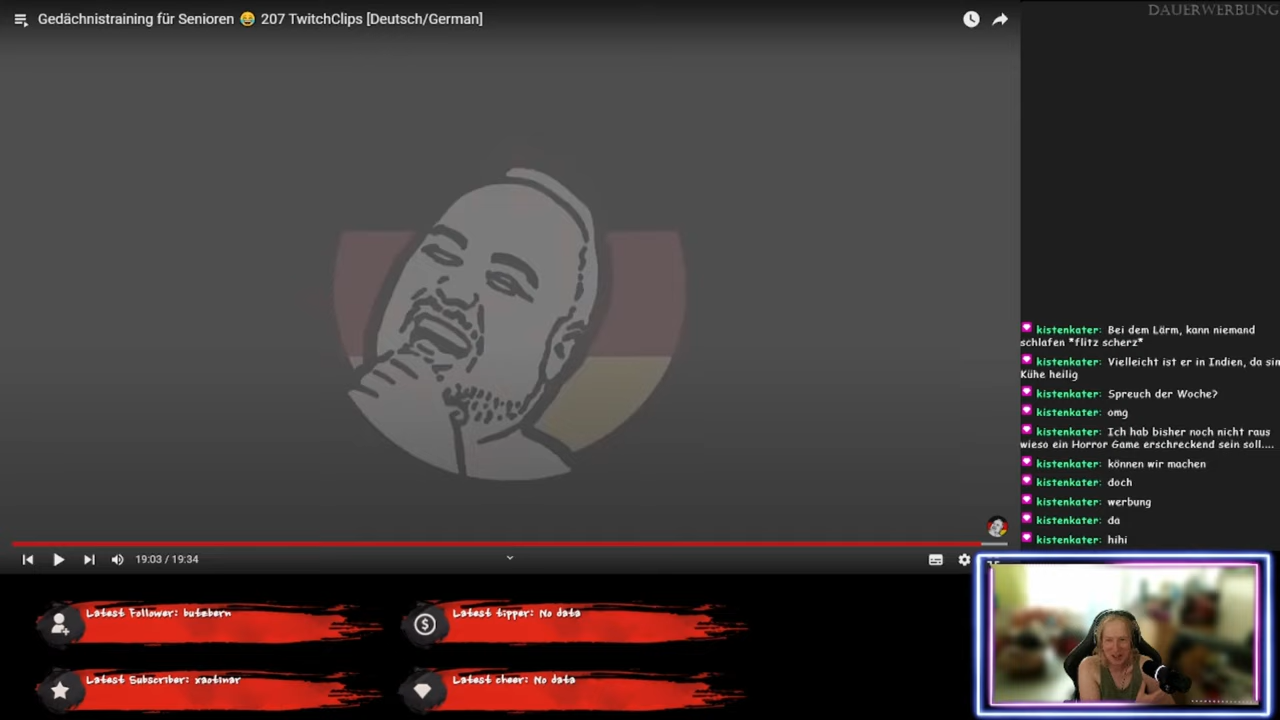 Gedächnistraining für Senioren 😂 207 TwitchClips [Deutsch/German]
DAUERWERBUNG
kistenkater: Bei dem Lärm, kann niemand
schlafen *flitz scherz*
kistenkater: Vielleicht ist er in Indien, da sin
Kühe heilig
kistenkater: Spreuch der Woche?
kistenkater: omg
kistenkater: Ich hab bisher noch nicht raus
wieso ein Horror Game erschreckend sein soll....
kistenkater: können wir machen
kistenkater: doch
kistenkater: werbung
kistenkater: da
kistenkater: hihi
19:03 / 19:34
Latest Follower: butebern
Latest tipper: No data
Latest Subscriber: xaotinar
Latest cheer: No data